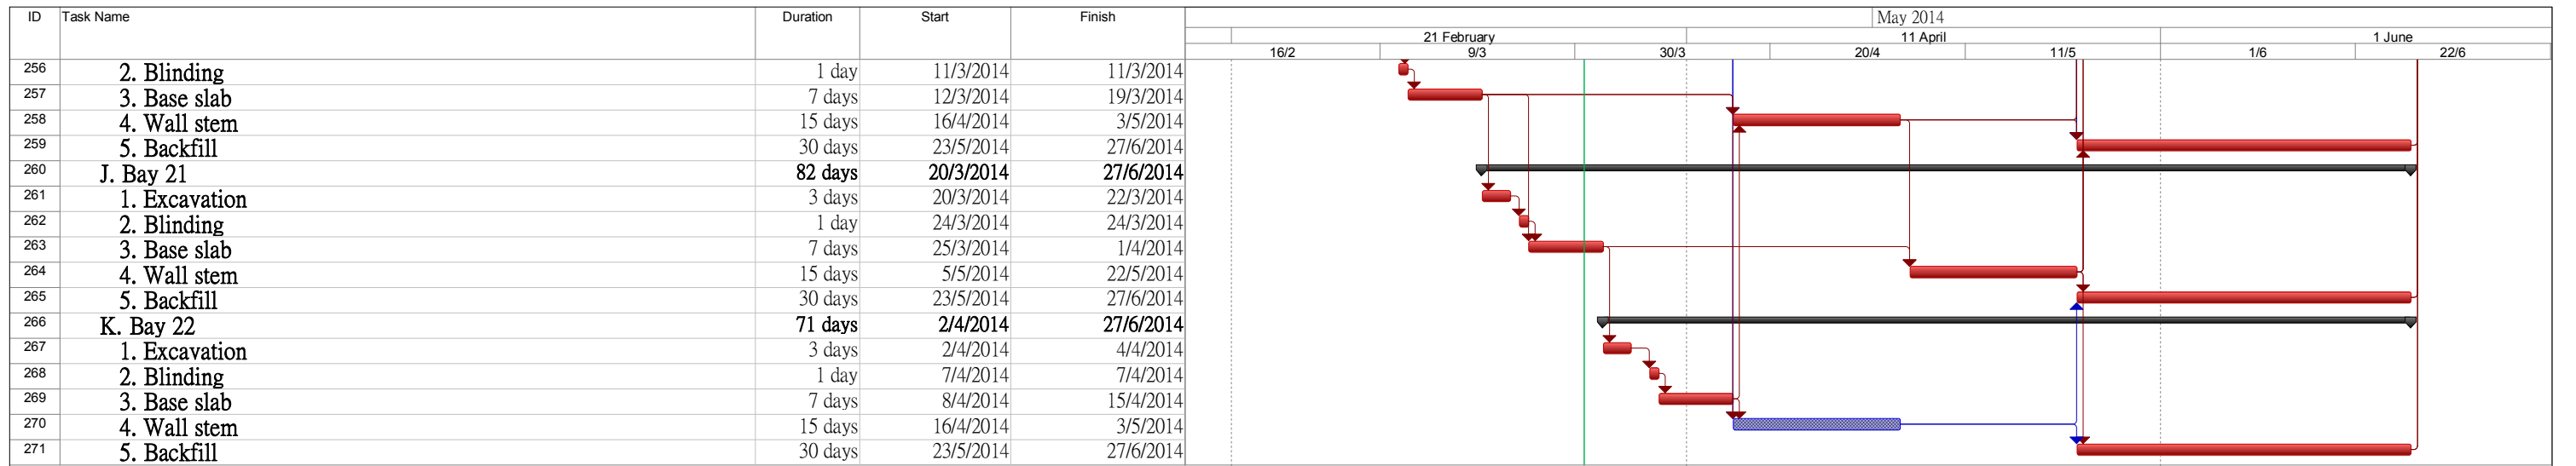 ID Task Name Duration Start Finish May 2014
21 February 11 April 1 June
16/2 9/3 30/3 20/4 11/5 1/6 22/6
256 2. Blinding 1 day 11/3/2014 11/3/2014
257 3. Base slab 7 days 12/3/2014 19/3/2014
258 4. Wall stem 15 days 16/4/2014 3/5/2014
259 5. Backfill 30 days 23/5/2014 27/6/2014
260 J. Bay 21 82 days 20/3/2014 27/6/2014
261 1. Excavation 3 days 20/3/2014 22/3/2014
262 2. Blinding 1 day 24/3/2014 24/3/2014
263 3. Base slab 7 days 25/3/2014 1/4/2014
264 4. Wall stem 15 days 5/5/2014 22/5/2014
265 5. Backfill 30 days 23/5/2014 27/6/2014
266 K. Bay 22 71 days 2/4/2014 27/6/2014
267 1. Excavation 3 days 2/4/2014 4/4/2014
268 2. Blinding 1 day 7/4/2014 7/4/2014
269 3. Base slab 7 days 8/4/2014 15/4/2014
270 4. Wall stem 15 days 16/4/2014 3/5/2014
271 5. Backfill 30 days 23/5/2014 27/6/2014